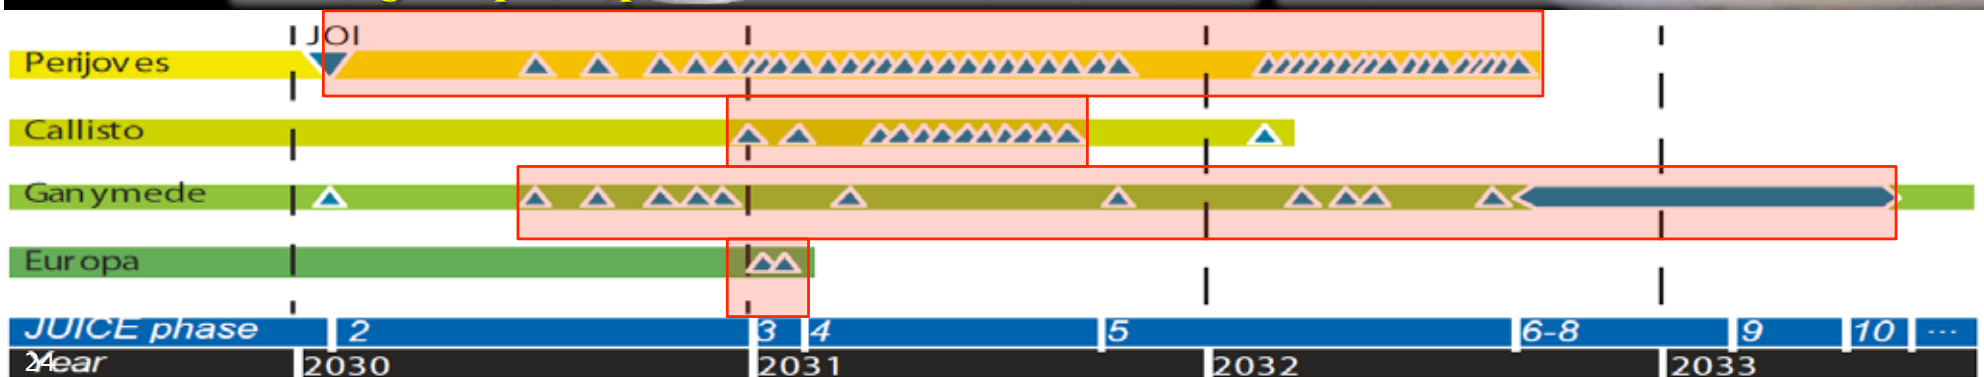 JOI
Perijoves
Callisto
Ganymede
Europa
JUICE phase 2 3 4 5 6-8 9 10 ...
24
Year 2030 2031 2032 2033